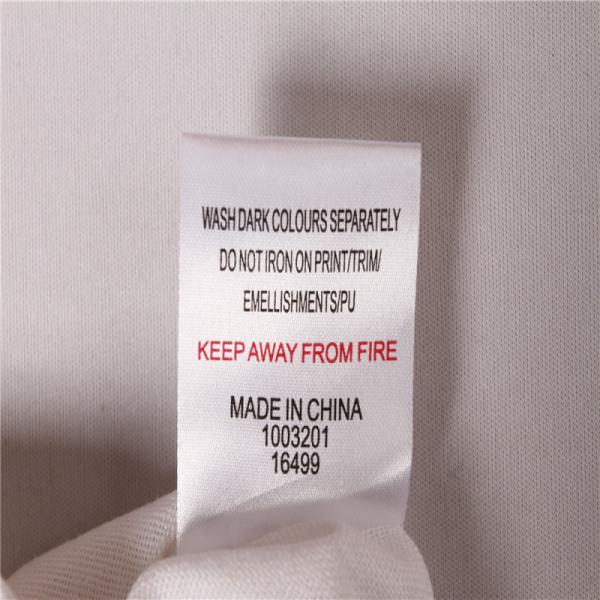 WASH DARK COLOURS SEPARATELY
DO NOT IRON ON PRINT/TRIM/
EMELLISHMENTS/PU
KEEP AWAY FROM FIRE
MADE IN CHINA
1003201
16499